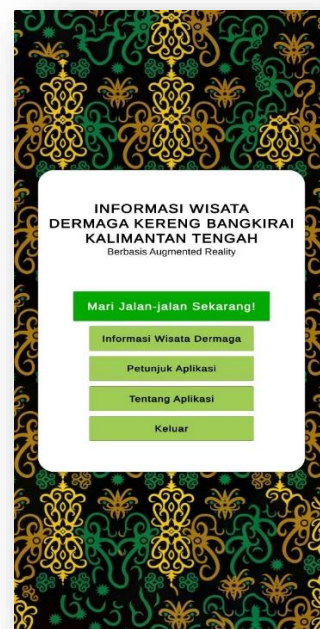 INFORMASI WISATA
DERMAGA KERENG BANGKIRAI
KALIMANTAN TENGAH
Berbasis Augmented Reality
Mari Jalan-jalan Sekarang!
Informasi Wisata Dermaga
Petunjuk Aplikasi
Tentang Aplikasi
Keluar